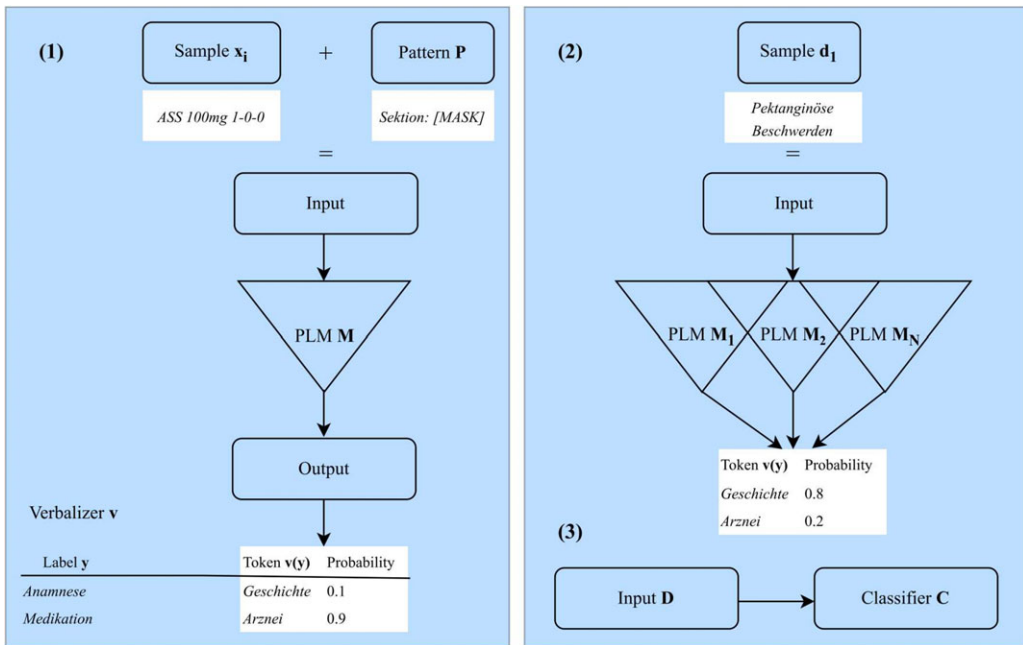 (1)
Sample xi
+
Pattern P
ASS 100mg 1-0-0
Sektion: [MASK]
=
Input
PLM M
Output
Verbalizer v
Label y
Token v(y) Probability
Anamnese
Geschichte 0.1
Medikation
Arznei 0.9
(2)
Sample d1
Pektanginöse
Beschwerden
=
Input
PLM M1
PLM M2
PLM MN
Token v(y) Probability
Geschichte 0.8
Arznei 0.2
(3)
Input D
Classifier C